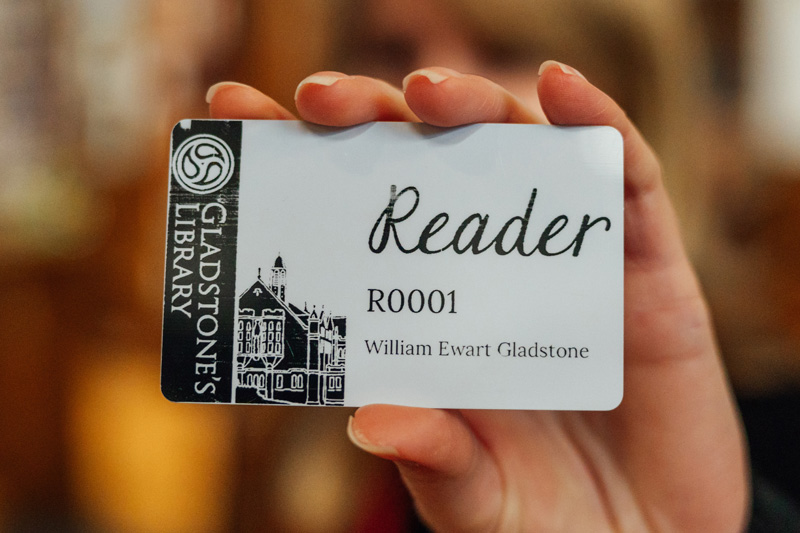 GLADSTONE'S
LIBRARY
Reader
R0001
William Ewart Gladstone